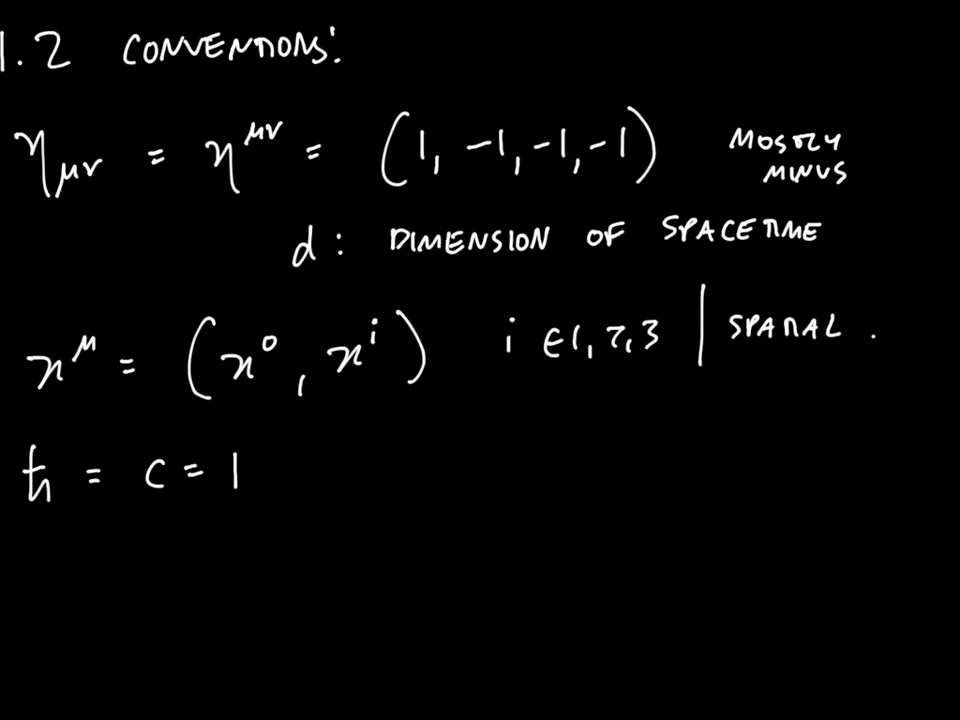 1.2 CONVENTIONS:
η_μν = η^μν = (1, -1, -1, -1) MOSTLY MINUS
d: DIMENSION OF SPACETIME
x^μ = (x^0, x^i) i ∈ 1, 2, 3 | SPATIAL .
ħ = c = 1